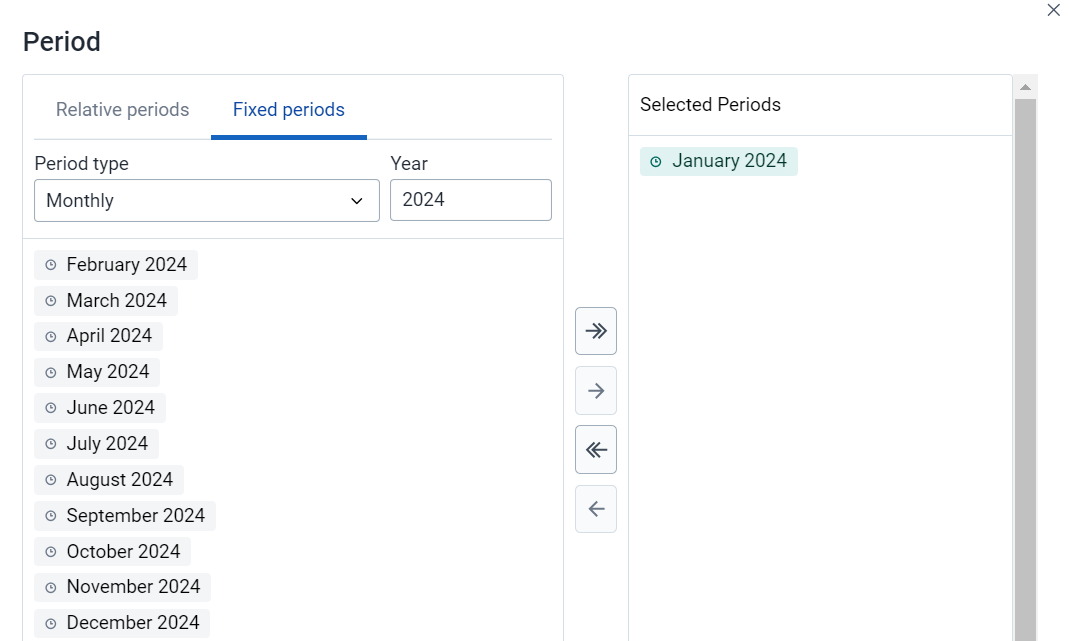 Period
Relative periods
Fixed periods
Period type
Year
Monthly
2024
February 2024
March 2024
April 2024
May 2024
June 2024
July 2024
August 2024
September 2024
October 2024
November 2024
December 2024
Selected Periods
January 2024